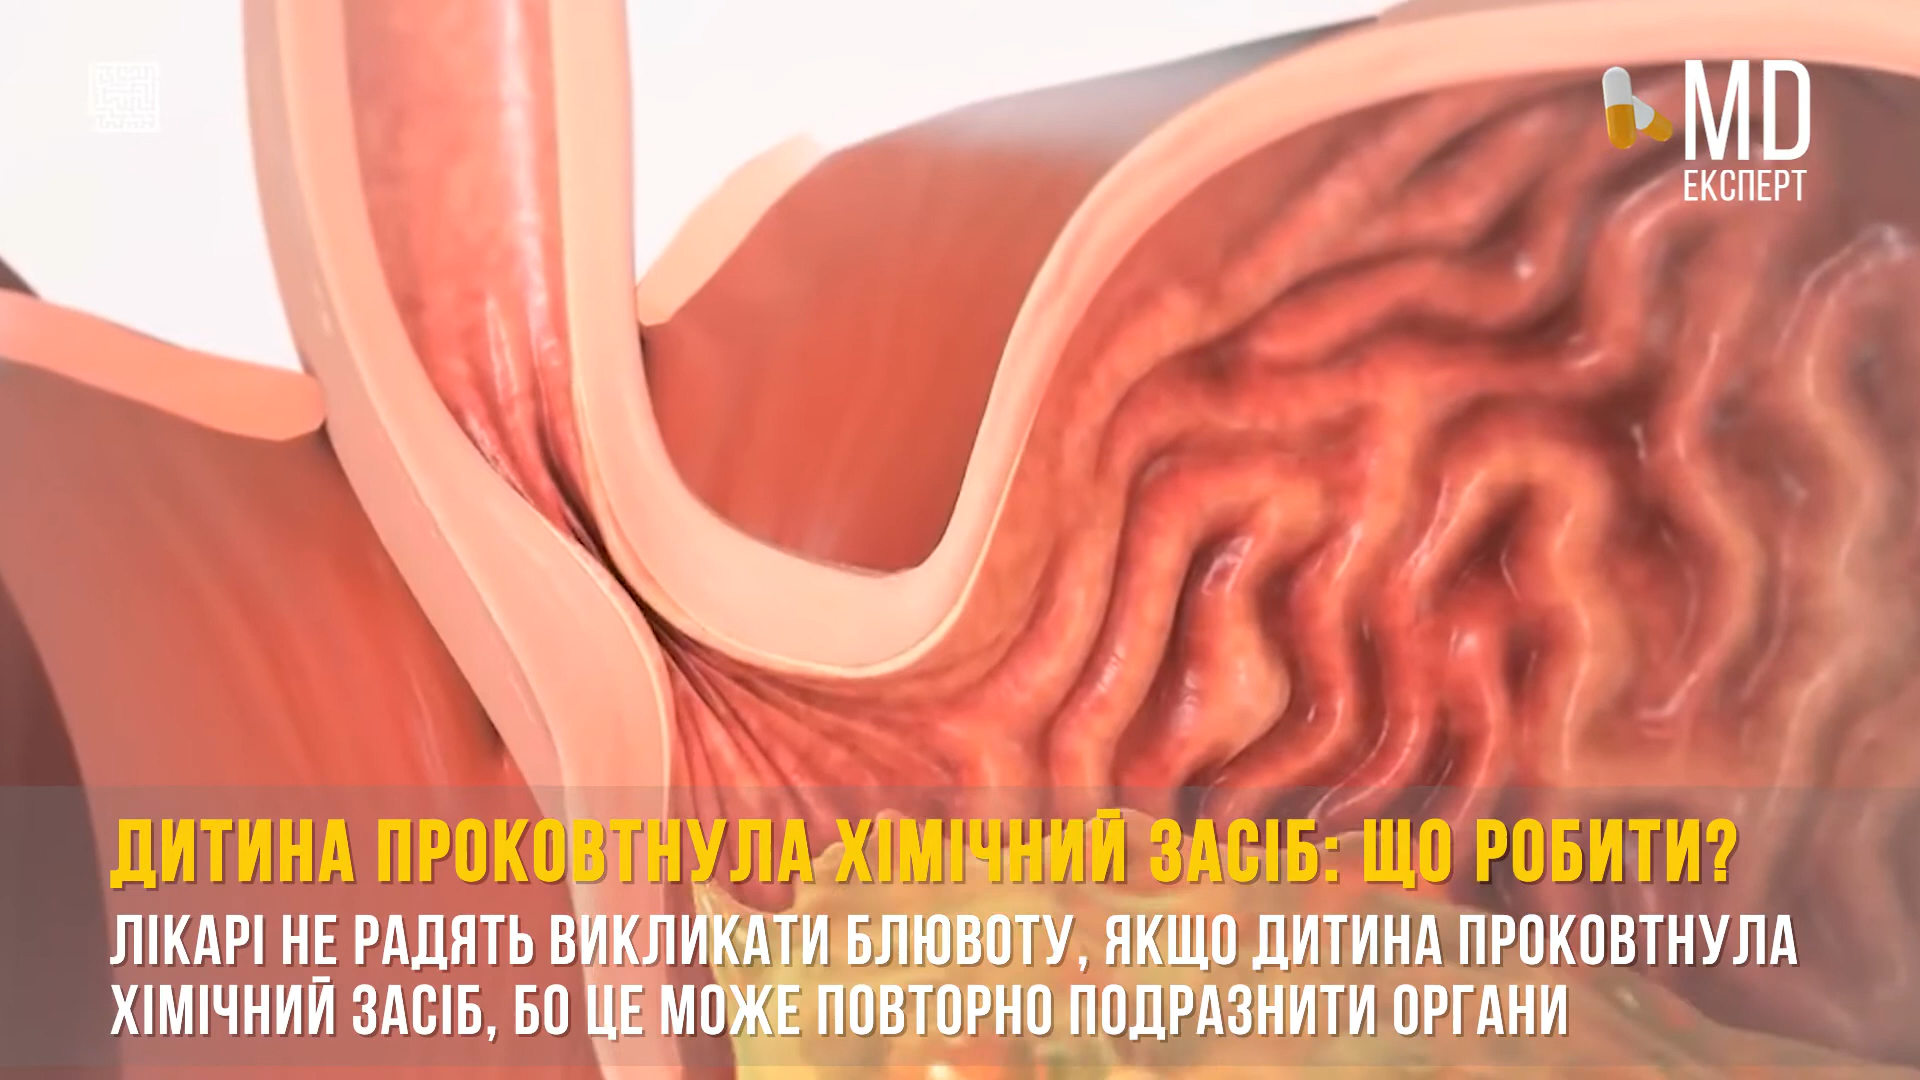 MD
ЕКСПЕРТ
ДИТИНА ПРОКОВТНУЛА ХІМІЧНИЙ ЗАСІБ: ЩО РОБИТИ?
ЛІКАРІ НЕ РАДЯТЬ ВИКЛИКАТИ БЛЮВОТУ, ЯКЩО ДИТИНА ПРОКОВТНУЛА
ХІМІЧНИЙ ЗАСІБ, БО ЦЕ МОЖЕ ПОВТОРНО ПОДРАЗНИТИ ОРГАНИ